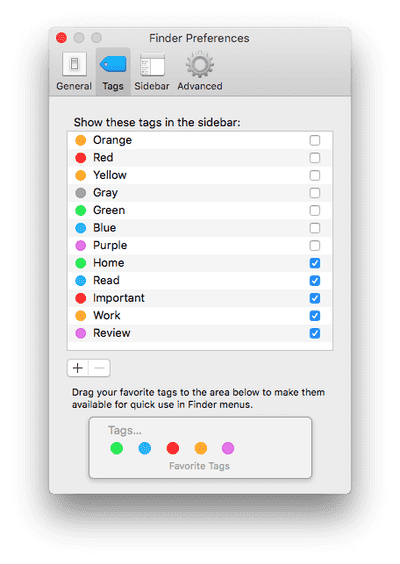 Finder Preferences
General Tags Sidebar Advanced
Show these tags in the sidebar:
Orange
Red
Yellow
Gray
Green
Blue
Purple
Home
Read
Important
Work
Review
Drag your favorite tags to the area below to make them
available for quick use in Finder menus.
Tags...
Favorite Tags